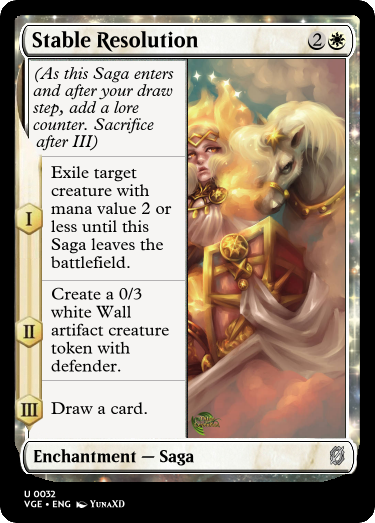 Stable Resolution 2
(As this Saga enters
and after your draw
step, add a lore
counter. Sacrifice
after III)
I
Exile target
creature with
mana value 2 or
less until this
Saga leaves the
battlefield.
II
Create a 0/3
white Wall
artifact creature
token with
defender.
III
Draw a card.
Enchantment — Saga
U 0032
VGE • ENG YunaXD